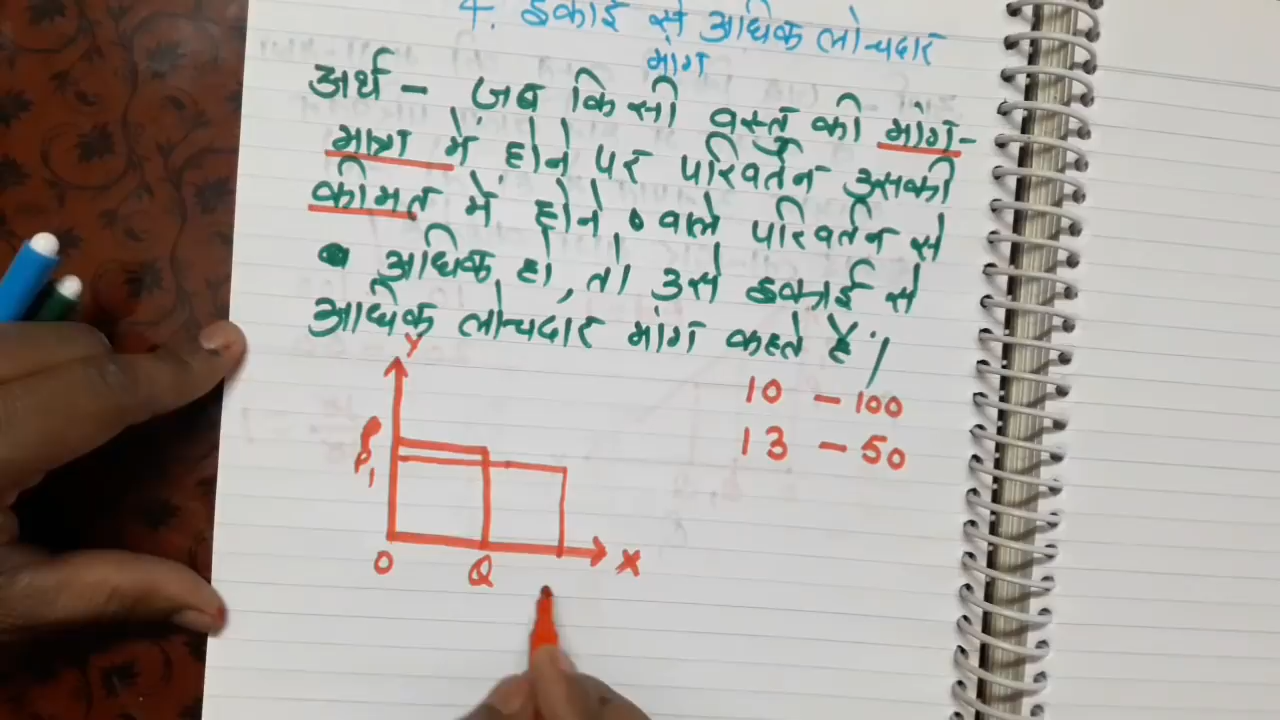 4. इकाई से अधिक लोचदार
मांग
अर्थ - जब किसी वस्तु की मांग-
मात्रा में होने पर परिवर्तन उसकी
कीमत में होने वाले परिवर्तन से
अधिक हो, तो उसे इकाई से
अधिक लोचदार मांग कहते हैं।
Y
10 - 100
P
13 - 50
P1
O Q X